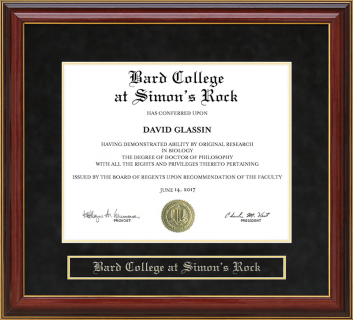 Bard College
at Simon's Rock
HAS CONFERRED UPON
DAVID GLASSIN
HAVING DEMONSTRATED ABILITY BY ORIGINAL RESEARCH
IN BIOLOGY
THE DEGREE OF DOCTOR OF PHILOSOPHY
WITH ALL THE RIGHTS AND PRIVILEGES THERETO PERTAINING
ISSUED BY THE BOARD OF REGENTS UPON RECOMMENDATION OF THE FACULTY
JUNE 14, 2017
PROVOST
PRESIDENT
Bard College at Simon's Rock